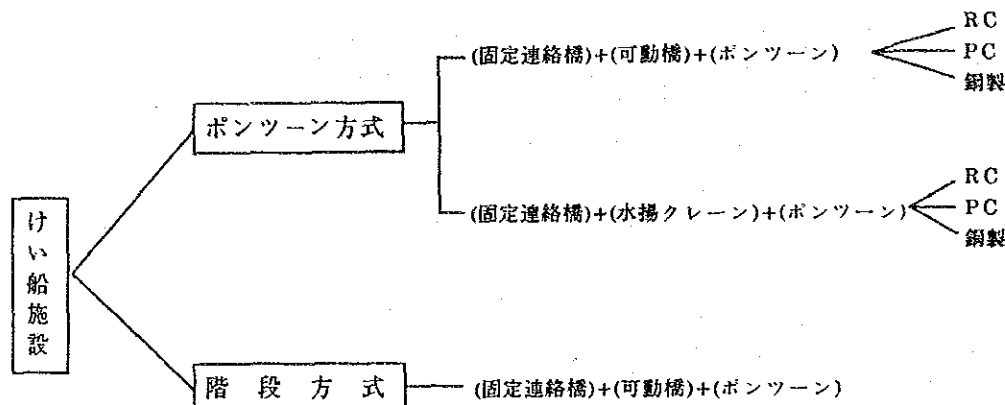 RC
(固定連絡橋)+(可動橋)+(ポンツーン)
PC
鋼製
ポンツーン方式
RC
(固定連絡橋)+(水揚クレーン)+(ポンツーン)
PC
鋼製
けい船施設
階段方式
(固定連絡橋)+(可動橋)+(ポンツーン)